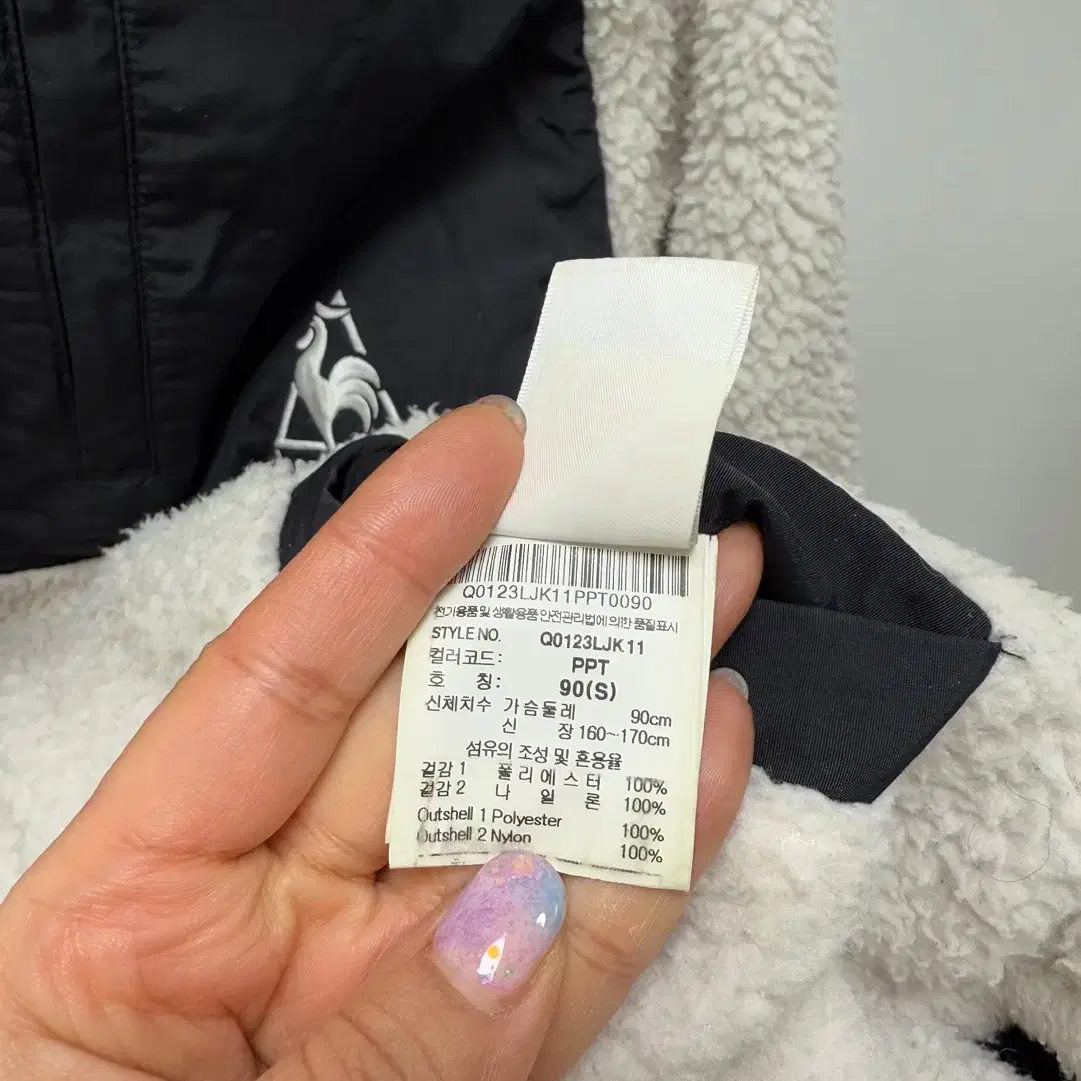 Q0123LJK11PPT0090
전기용품 및 생활용품 안전관리법에 의한 품질표시
STYLE NO. Q0123LJK11
컬러코드: PPT
호 칭: 90(S)
신체치수 가슴둘레 90cm
신 장 160~170cm
섬유의 조성 및 혼용율
겉감 1 폴리에스터 100%
겉감 2 나일론 100%
Outshell 1 Polyester 100%
Outshell 2 Nylon 100%